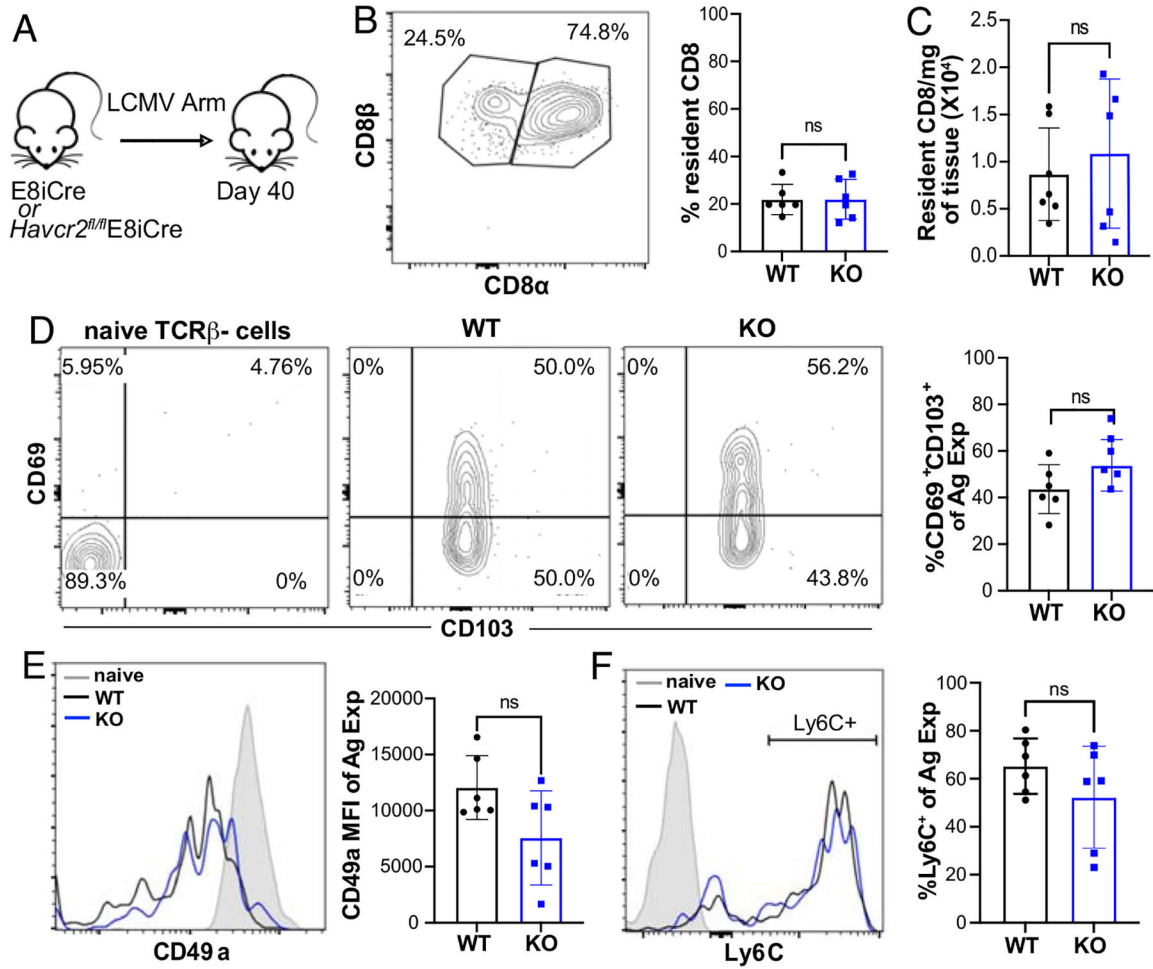 A
LCMV Arm
E8iCre
or
Havcr2fl/flE8iCre
Day 40
B
24.5%
74.8%
CD8β
CD8α
% resident CD8
100
80
60
40
20
0
ns
WT
KO
C
Resident CD8/mg
of tissue (X10⁴)
2.5
2.0
1.5
1.0
0.5
0.0
ns
WT
KO
D
naive TCRβ- cells
WT
KO
5.95%
4.76%
89.3%
0%
0%
50.0%
0%
50.0%
0%
56.2%
0%
43.8%
CD69
CD103
%CD69⁺CD103⁺
of Ag Exp
100
80
60
40
20
0
ns
WT
KO
E
naive
WT
KO
CD49a
CD49a MFI of Ag Exp
20000
15000
10000
5000
0
ns
WT
KO
F
naive
KO
WT
Ly6C+
Ly6C
%Ly6C⁺ of Ag Exp
100
80
60
40
20
0
ns
WT
KO